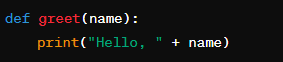 def greet(name):
    print("Hello, " + name)